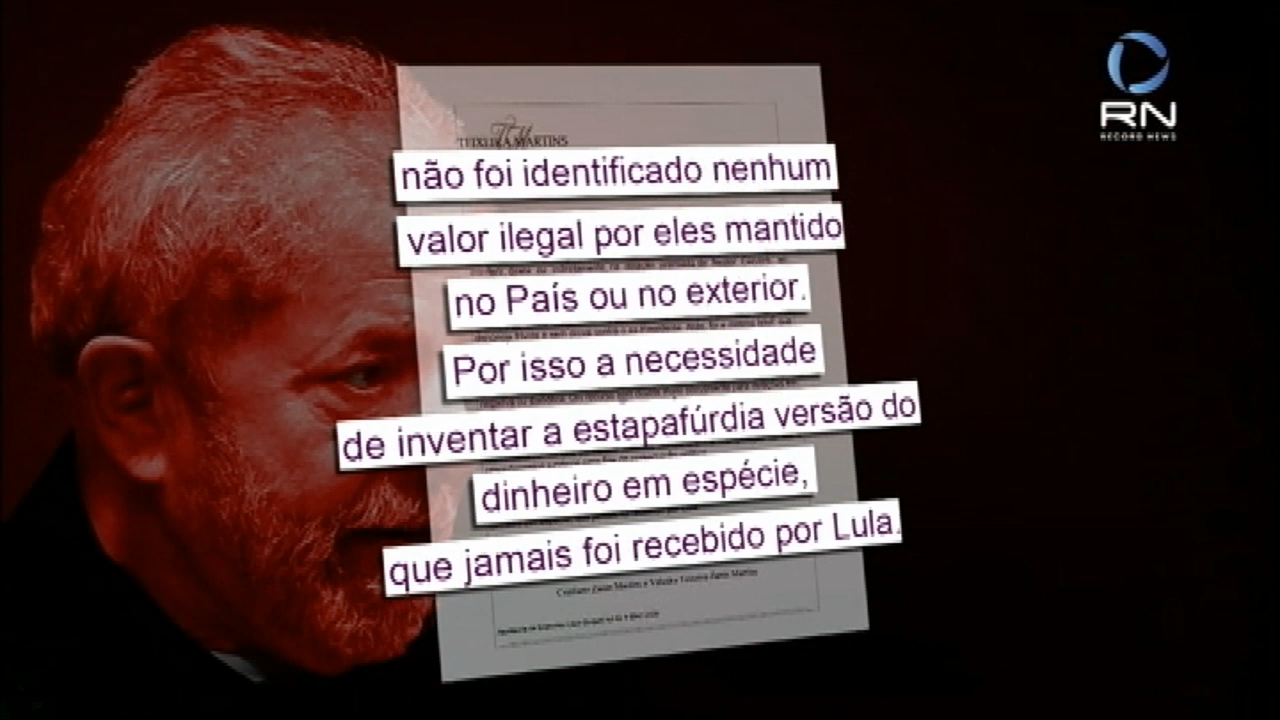 RN
RECORD NEWS
TEIXEIRA MARTINS
não foi identificado nenhum
valor ilegal por eles mantido
no País ou no exterior.
Por isso a necessidade
de inventar a estapafúrdia versão do
dinheiro em espécie,
que jamais foi recebido por Lula.